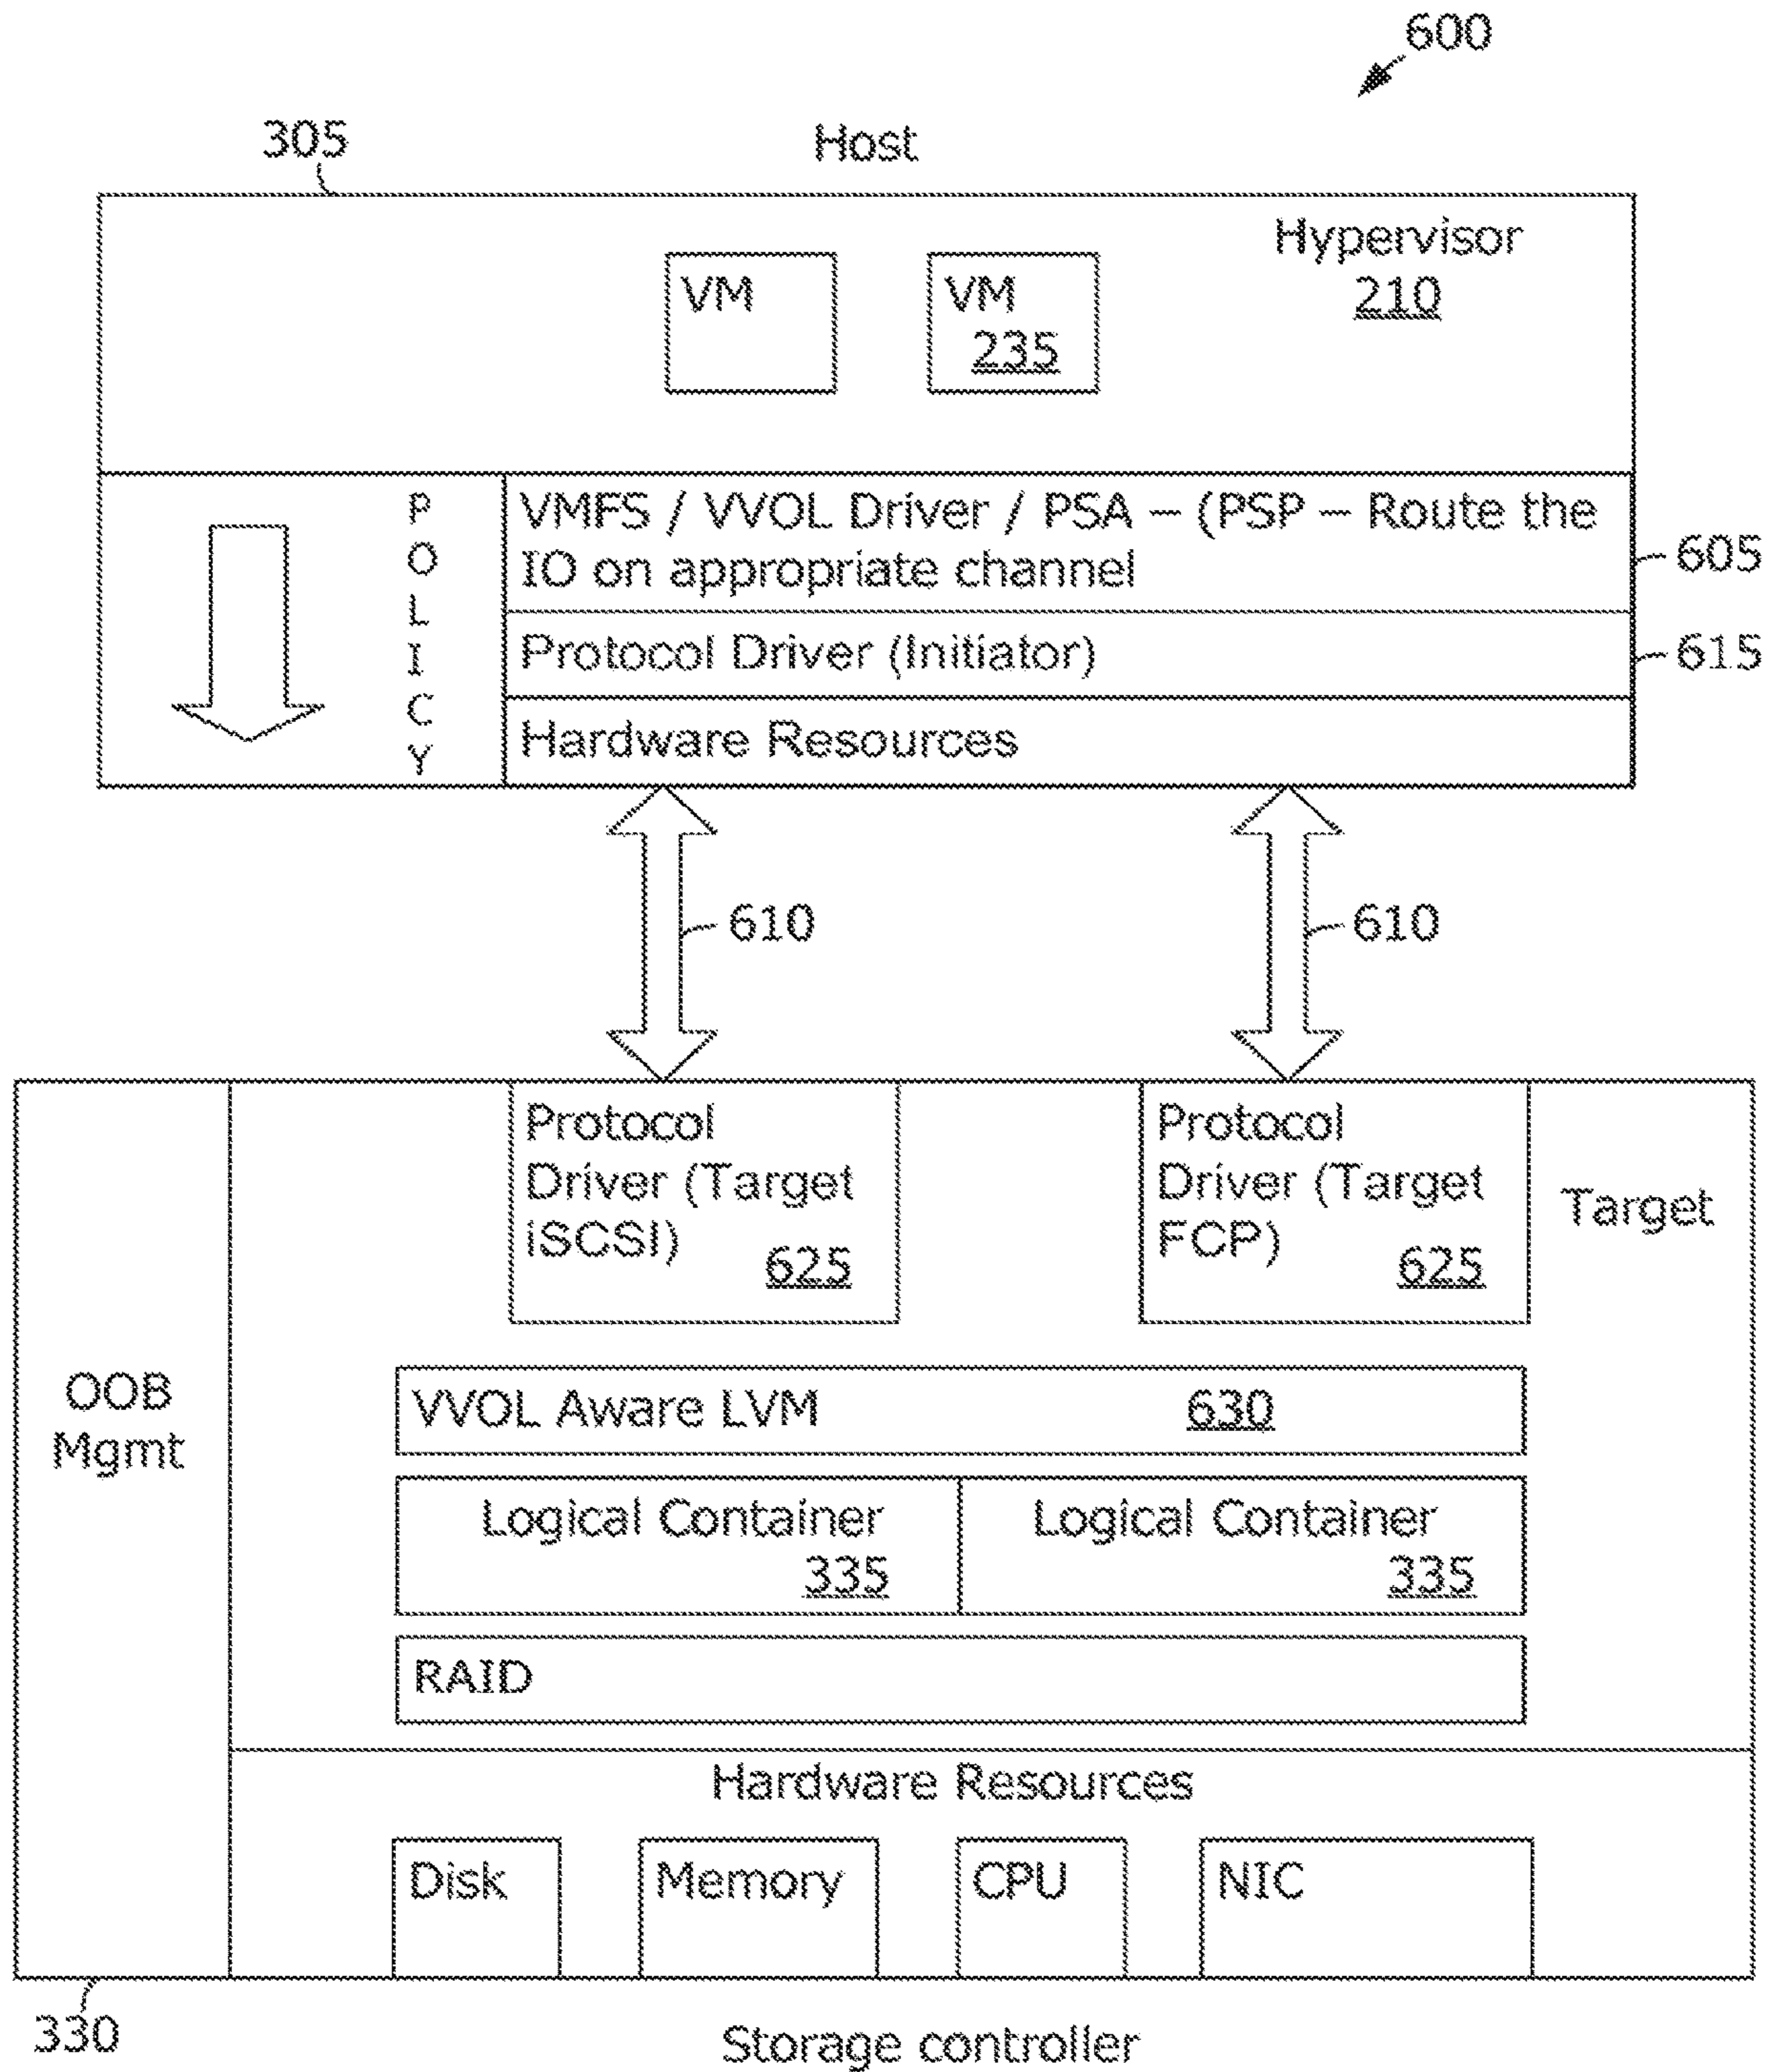 600
305
Host
Hypervisor
210
VM
VM
235
POLICY
VMFS / VVOL Driver / PSA – (PSP – Route the
IO on appropriate channel
605
Protocol Driver (Initiator)
615
Hardware Resources
610
610
Protocol
Driver (Target
iSCSI)
625
Protocol
Driver (Target
FCP)
625
Target
OOB
Mgmt
VVOL Aware LVM 630
Logical Container
335
Logical Container
335
RAID
Hardware Resources
Disk
Memory
CPU
NIC
330
Storage controller